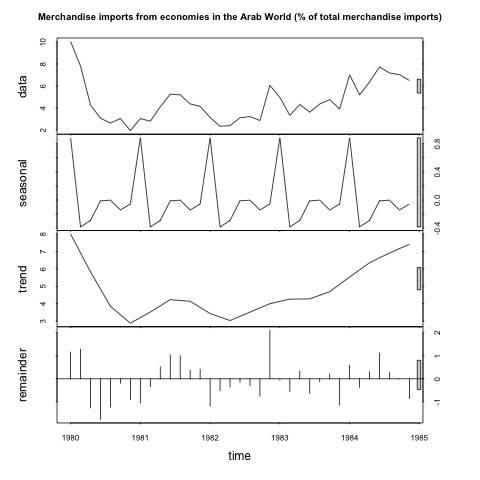 Merchandise imports from economies in the Arab World (% of total merchandise imports)
data
2 4 6 8 10
seasonal
-0.4 0.0 0.4 0.8
trend
3 4 5 6 7 8
remainder
-1 0 1 2
1980 1981 1982 1983 1984 1985
time